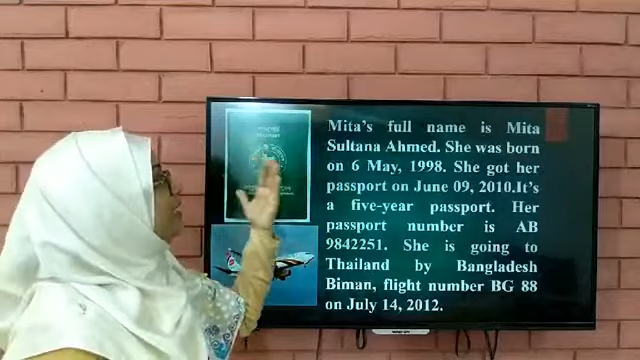 Mita's full name is Mita
Sultana Ahmed. She was born
on 6 May, 1998. She got her
passport on June 09, 2010.It's
a five-year passport. Her
passport number is AB
9842251. She is going to
Thailand by Bangladesh
Biman, flight number BG 88
on July 14, 2012.